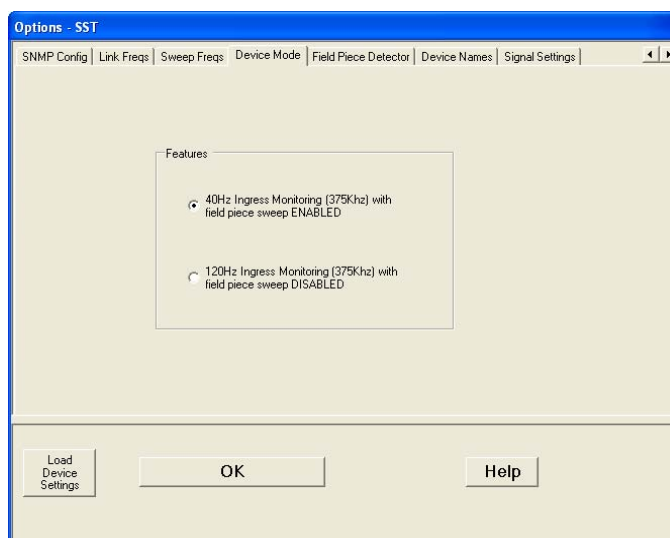 Options - SST
SNMP Config Link Freqs Sweep Freqs Device Mode Field Piece Detector Device Names Signal Settings
Features
40Hz Ingress Monitoring (375Khz) with
field piece sweep ENABLED
120Hz Ingress Monitoring (375Khz) with
field piece sweep DISABLED
Load
Device
Settings
OK
Help